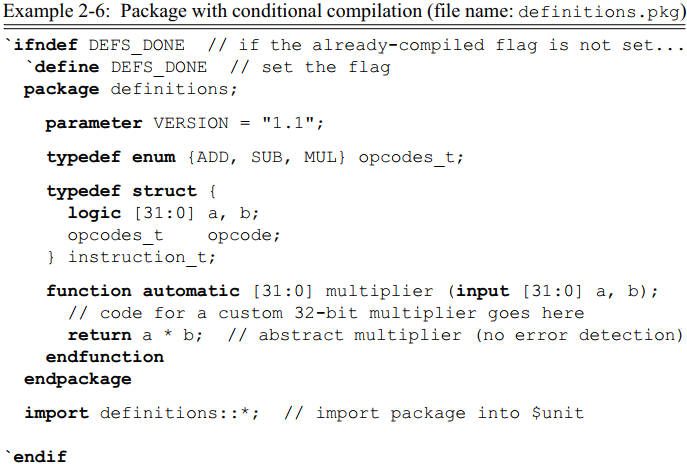 Example 2-6: Package with conditional compilation (file name: definitions.pkg)
`ifndef DEFS_DONE // if the already-compiled flag is not set...
`define DEFS_DONE // set the flag
package definitions;
parameter VERSION = "1.1";
typedef enum {ADD, SUB, MUL} opcodes_t;
typedef struct {
logic [31:0] a, b;
opcodes_t opcode;
} instruction_t;
function automatic [31:0] multiplier (input [31:0] a, b);
// code for a custom 32-bit multiplier goes here
return a * b; // abstract multiplier (no error detection)
endfunction
endpackage
import definitions::*; // import package into $unit
`endif